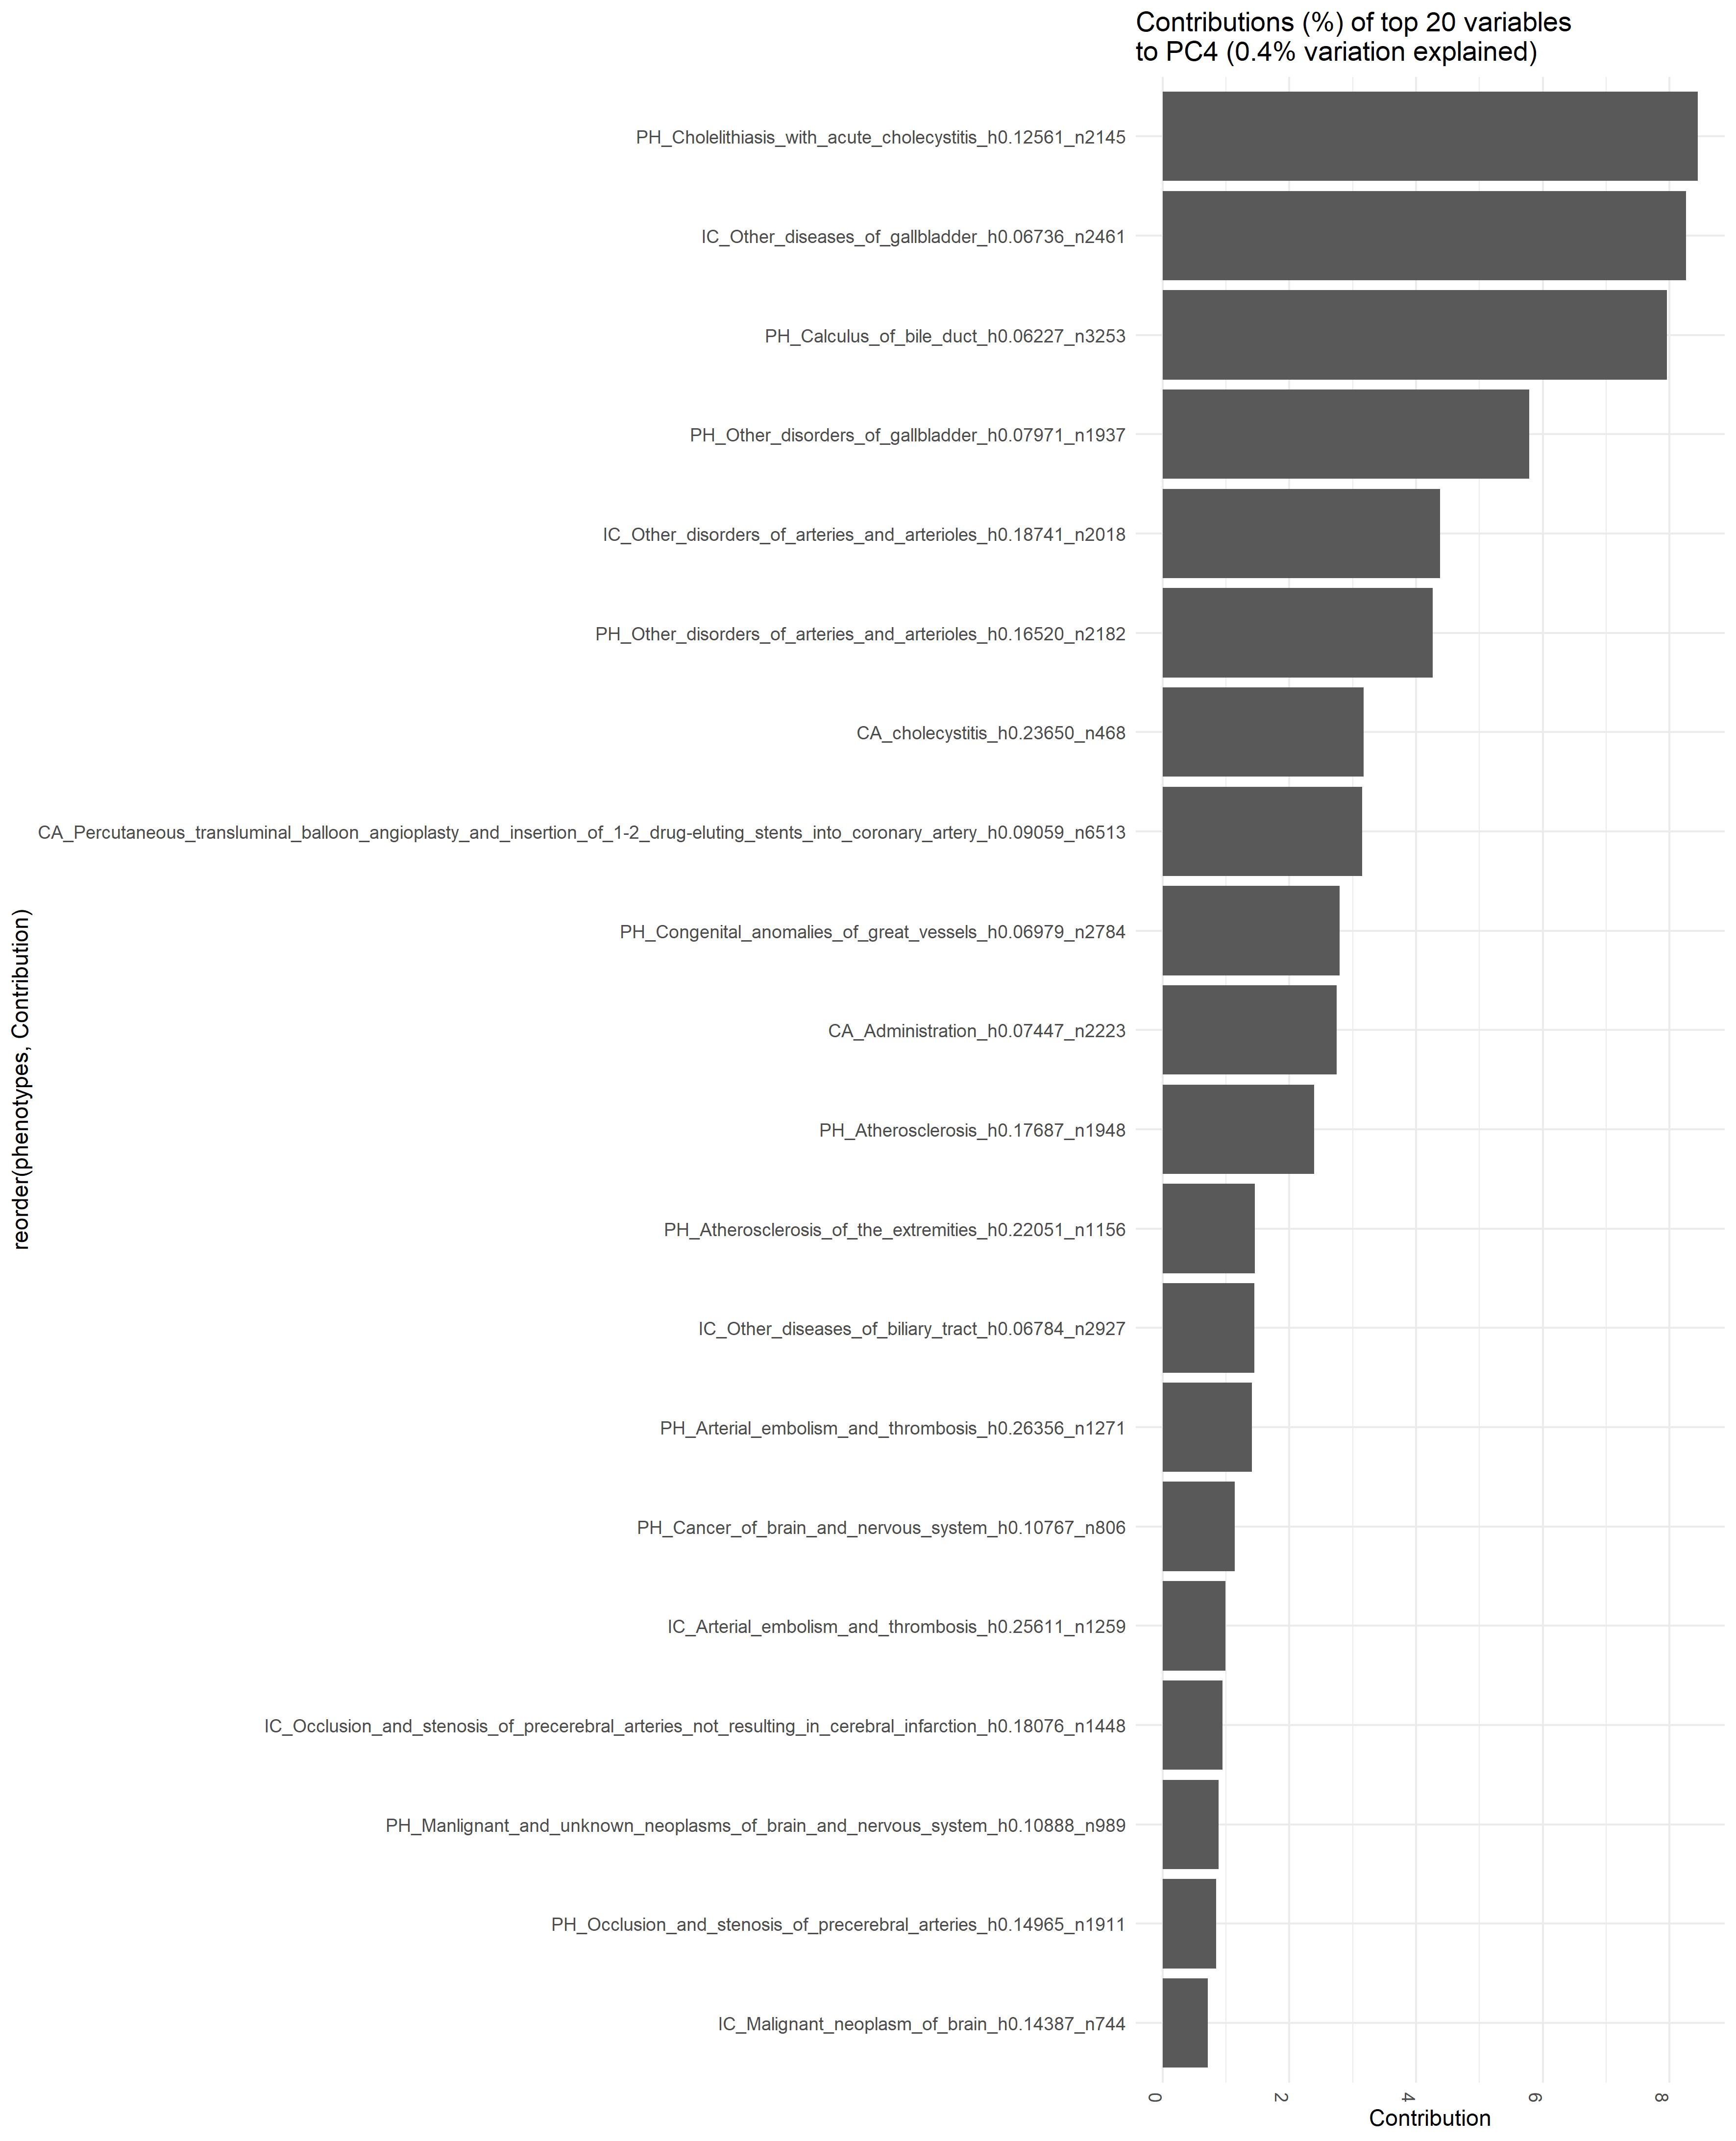 Contributions (%) of top 20 variables
to PC4 (0.4% variation explained)
PH_Cholelithiasis_with_acute_cholecystitis_h0.12561_n2145
IC_Other_diseases_of_gallbladder_h0.06736_n2461
PH_Calculus_of_bile_duct_h0.06227_n3253
PH_Other_disorders_of_gallbladder_h0.07971_n1937
IC_Other_disorders_of_arteries_and_arterioles_h0.18741_n2018
PH_Other_disorders_of_arteries_and_arterioles_h0.16520_n2182
CA_cholecystitis_h0.23650_n468
CA_Percutaneous_transluminal_balloon_angioplasty_and_insertion_of_1-2_drug-eluting_stents_into_coronary_artery_h0.09059_n6513
PH_Congenital_anomalies_of_great_vessels_h0.06979_n2784
CA_Administration_h0.07447_n2223
PH_Atherosclerosis_h0.17687_n1948
PH_Atherosclerosis_of_the_extremities_h0.22051_n1156
IC_Other_diseases_of_biliary_tract_h0.06784_n2927
PH_Arterial_embolism_and_thrombosis_h0.26356_n1271
PH_Cancer_of_brain_and_nervous_system_h0.10767_n806
IC_Arterial_embolism_and_thrombosis_h0.25611_n1259
IC_Occlusion_and_stenosis_of_precerebral_arteries_not_resulting_in_cerebral_infarction_h0.18076_n1448
PH_Manlignant_and_unknown_neoplasms_of_brain_and_nervous_system_h0.10888_n989
PH_Occlusion_and_stenosis_of_precerebral_arteries_h0.14965_n1911
IC_Malignant_neoplasm_of_brain_h0.14387_n744
reorder(phenotypes, Contribution)
0 2 4 6 8
Contribution